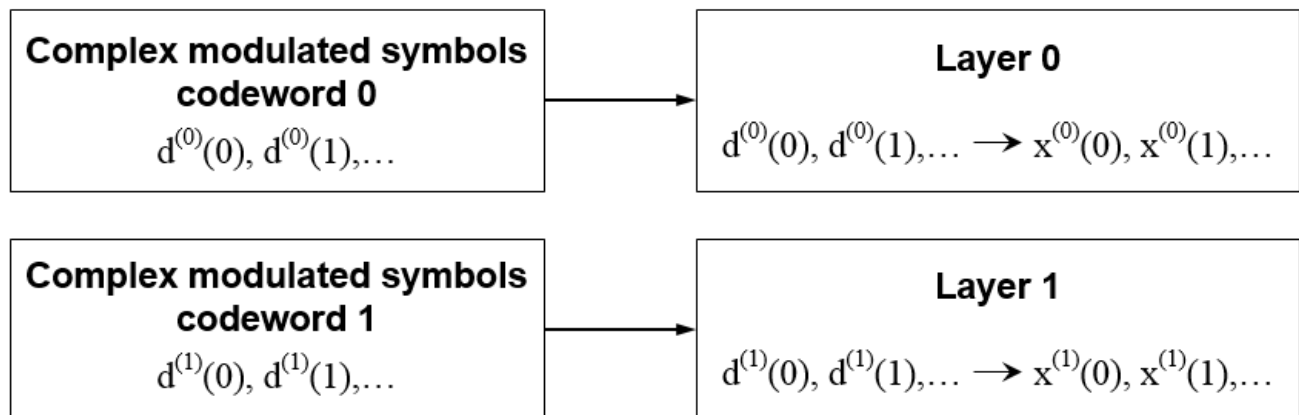 Complex modulated symbols
codeword 0
d⁽⁰⁾(0), d⁽⁰⁾(1),…
Layer 0
d⁽⁰⁾(0), d⁽⁰⁾(1),… → x⁽⁰⁾(0), x⁽⁰⁾(1),…
Complex modulated symbols
codeword 1
d⁽¹⁾(0), d⁽¹⁾(1),…
Layer 1
d⁽¹⁾(0), d⁽¹⁾(1),… → x⁽¹⁾(0), x⁽¹⁾(1),…